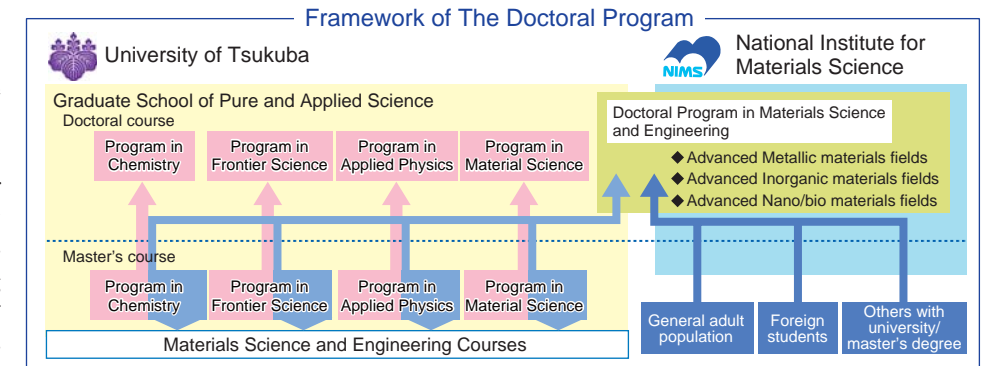 Framework of The Doctoral Program
University of Tsukuba
NIMS
National Institute for
Materials Science
Graduate School of Pure and Applied Science
Doctoral course
Program in
Chemistry
Program in
Frontier Science
Program in
Applied Physics
Program in
Material Science
Doctoral Program in Materials Science
and Engineering
◆ Advanced Metallic materials fields
◆ Advanced Inorganic materials fields
◆ Advanced Nano/bio materials fields
Master's course
Program in
Chemistry
Program in
Frontier Science
Program in
Applied Physics
Program in
Material Science
Materials Science and Engineering Courses
General adult
population
Foreign
students
Others with
university/
master's degree